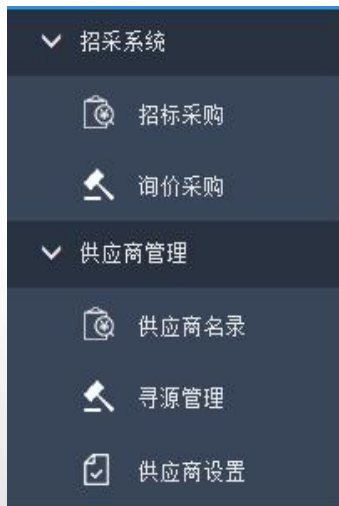 招采系统
招标采购
询价采购
供应商管理
供应商名录
寻源管理
供应商设置